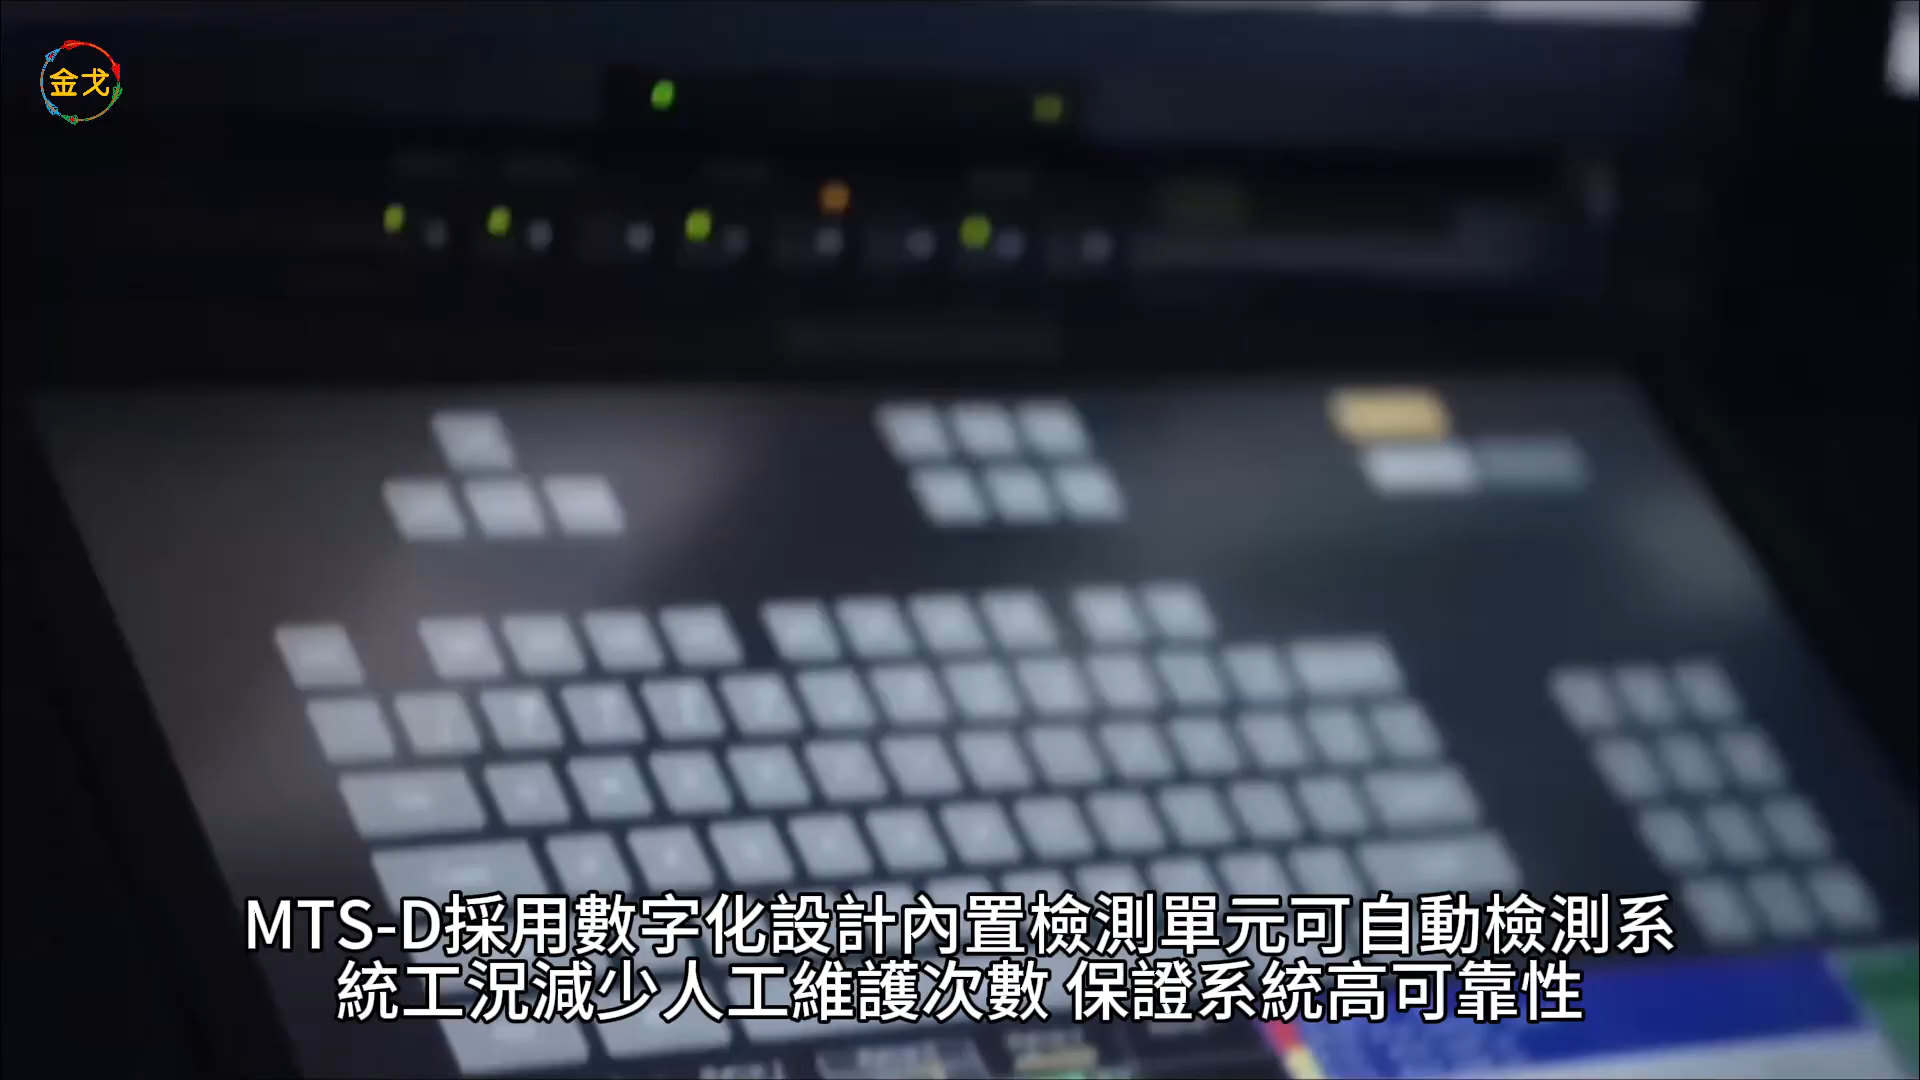 金戈
MTS-D採用數字化設計內置檢測單元可自動檢測系
統工況減少人工維護次數 保證系統高可靠性